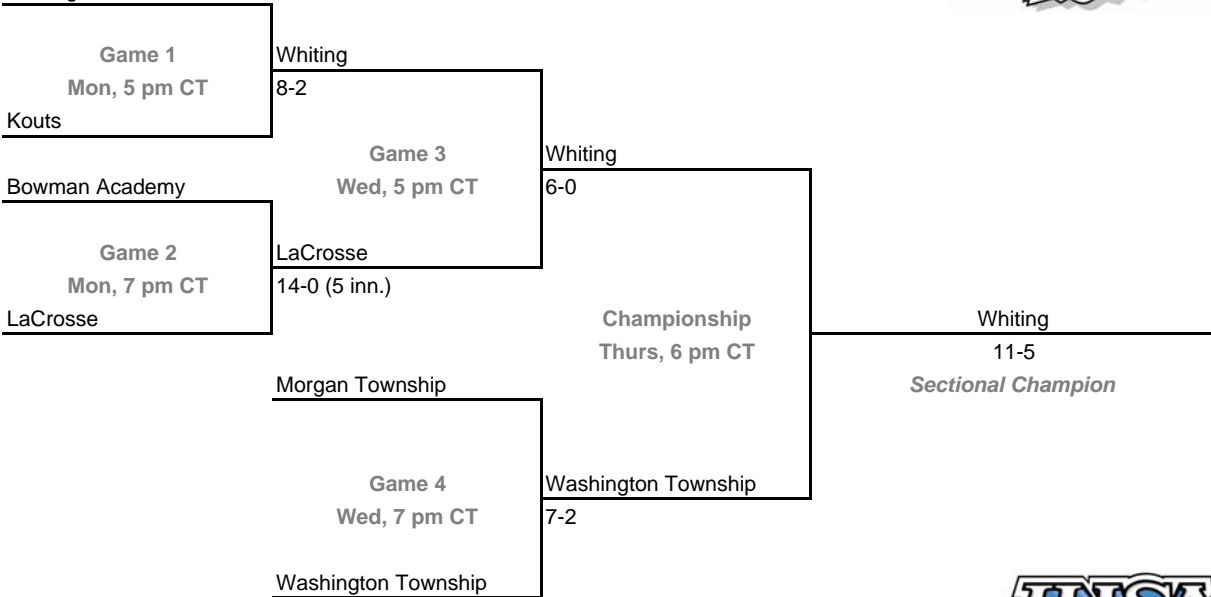 Game 1
Mon, 5 pm CT
Kouts
Whiting
8-2
Bowman Academy
Game 2
Mon, 7 pm CT
LaCrosse
LaCrosse
14-0 (5 inn.)
Game 3
Wed, 5 pm CT
Whiting
6-0
Morgan Township
Game 4
Wed, 7 pm CT
Washington Township
Washington Township
7-2
Championship
Thurs, 6 pm CT
Whiting
11-5
Sectional Champion